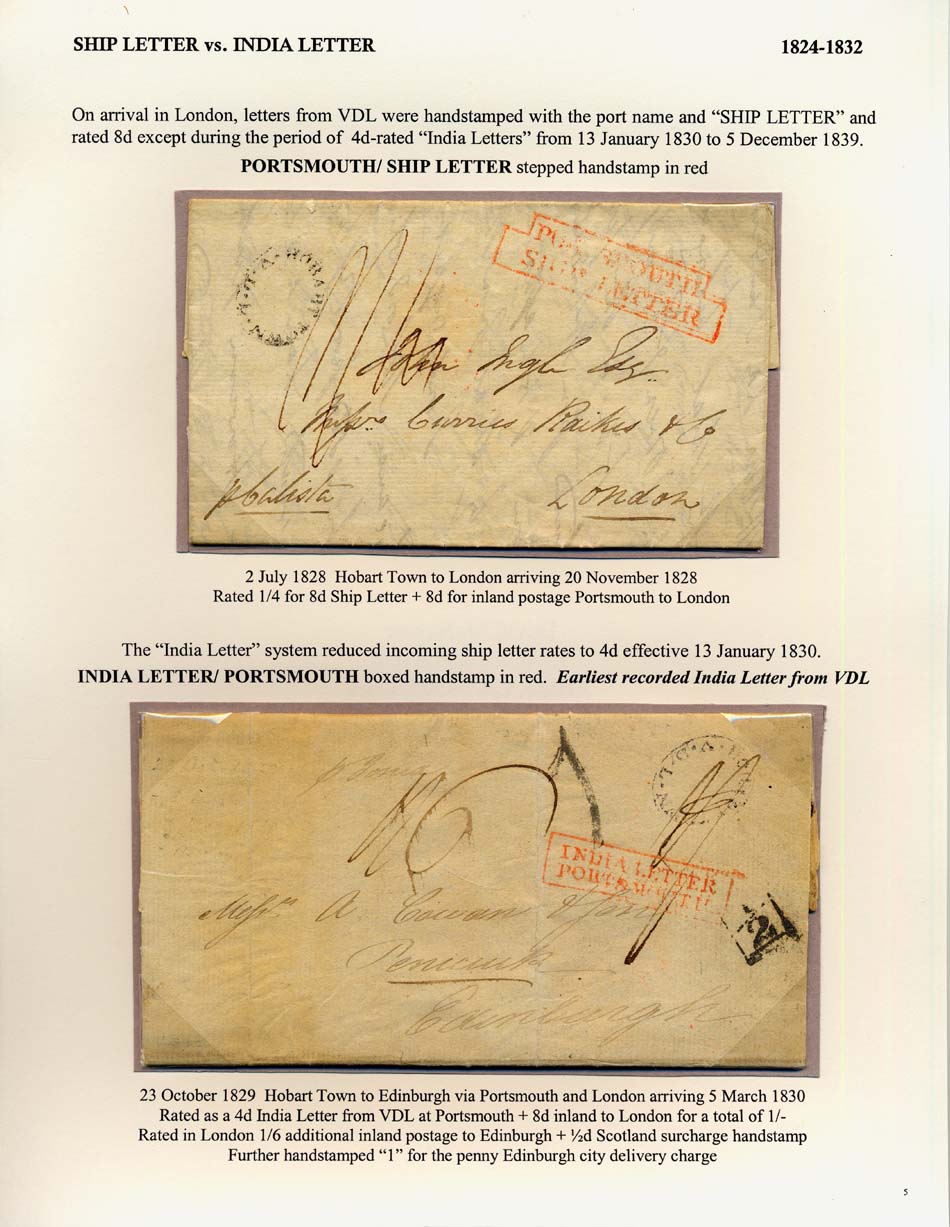 SHIP LETTER vs. INDIA LETTER 1824-1832
On arrival in London, letters from VDL were handstamped with the port name and “SHIP LETTER” and
rated 8d except during the period of 4d-rated “India Letters” from 13 January 1830 to 5 December 1839.
PORTSMOUTH/ SHIP LETTER stepped handstamp in red
HOBART TOWN
SHIP LETTER
John Ingle Esqr
Messrs Curries Raikes & Co
p Calista
London
2 July 1828 Hobart Town to London arriving 20 November 1828
Rated 1/4 for 8d Ship Letter + 8d for inland postage Portsmouth to London
The “India Letter” system reduced incoming ship letter rates to 4d effective 13 January 1830.
INDIA LETTER/ PORTSMOUTH boxed handstamp in red. Earliest recorded India Letter from VDL
INDIA LETTER
PORTSMOUTH
Messrs A. Cowan & Son
Penicuik
Edinburgh
23 October 1829 Hobart Town to Edinburgh via Portsmouth and London arriving 5 March 1830
Rated as a 4d India Letter from VDL at Portsmouth + 8d inland to London for a total of 1/-
Rated in London 1/6 additional inland postage to Edinburgh + ½d Scotland surcharge handstamp
Further handstamped “1” for the penny Edinburgh city delivery charge
5